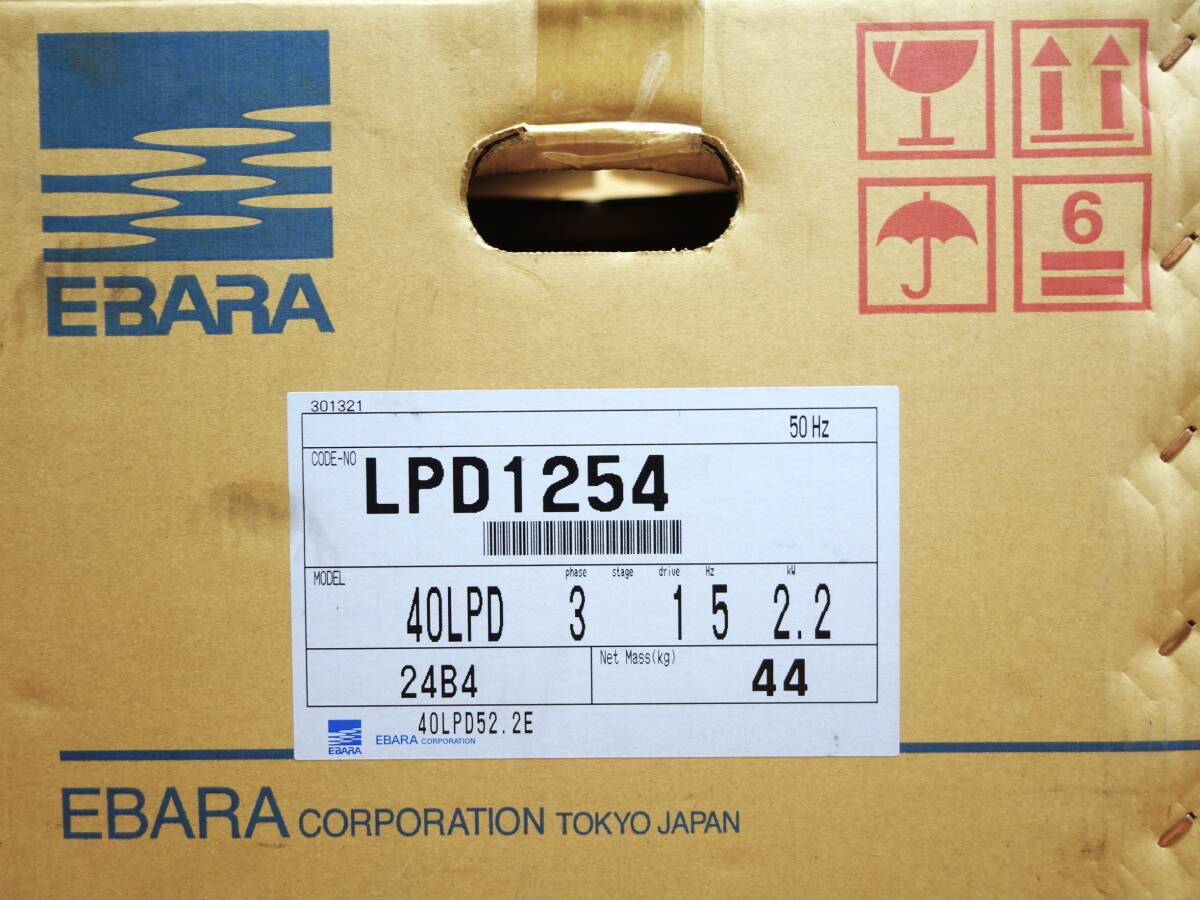 EBARA
6
301321
50 Hz
CODE-NO LPD1254
MODEL phase stage drive Hz kW
40LPD 3 1 5 2.2
24B4 Net Mass(kg) 44
40LPD52.2E
EBARA EBARA CORPORATION
EBARA CORPORATION TOKYO JAPAN